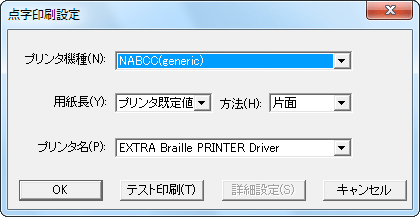 点字印刷設定
プリンタ機種(N): NABCC(generic)
用紙長(Y): プリンタ既定値 方法(H): 片面
プリンタ名(P): EXTRA Braille PRINTER Driver
OK テスト印刷(T) 詳細設定(S) キャンセル